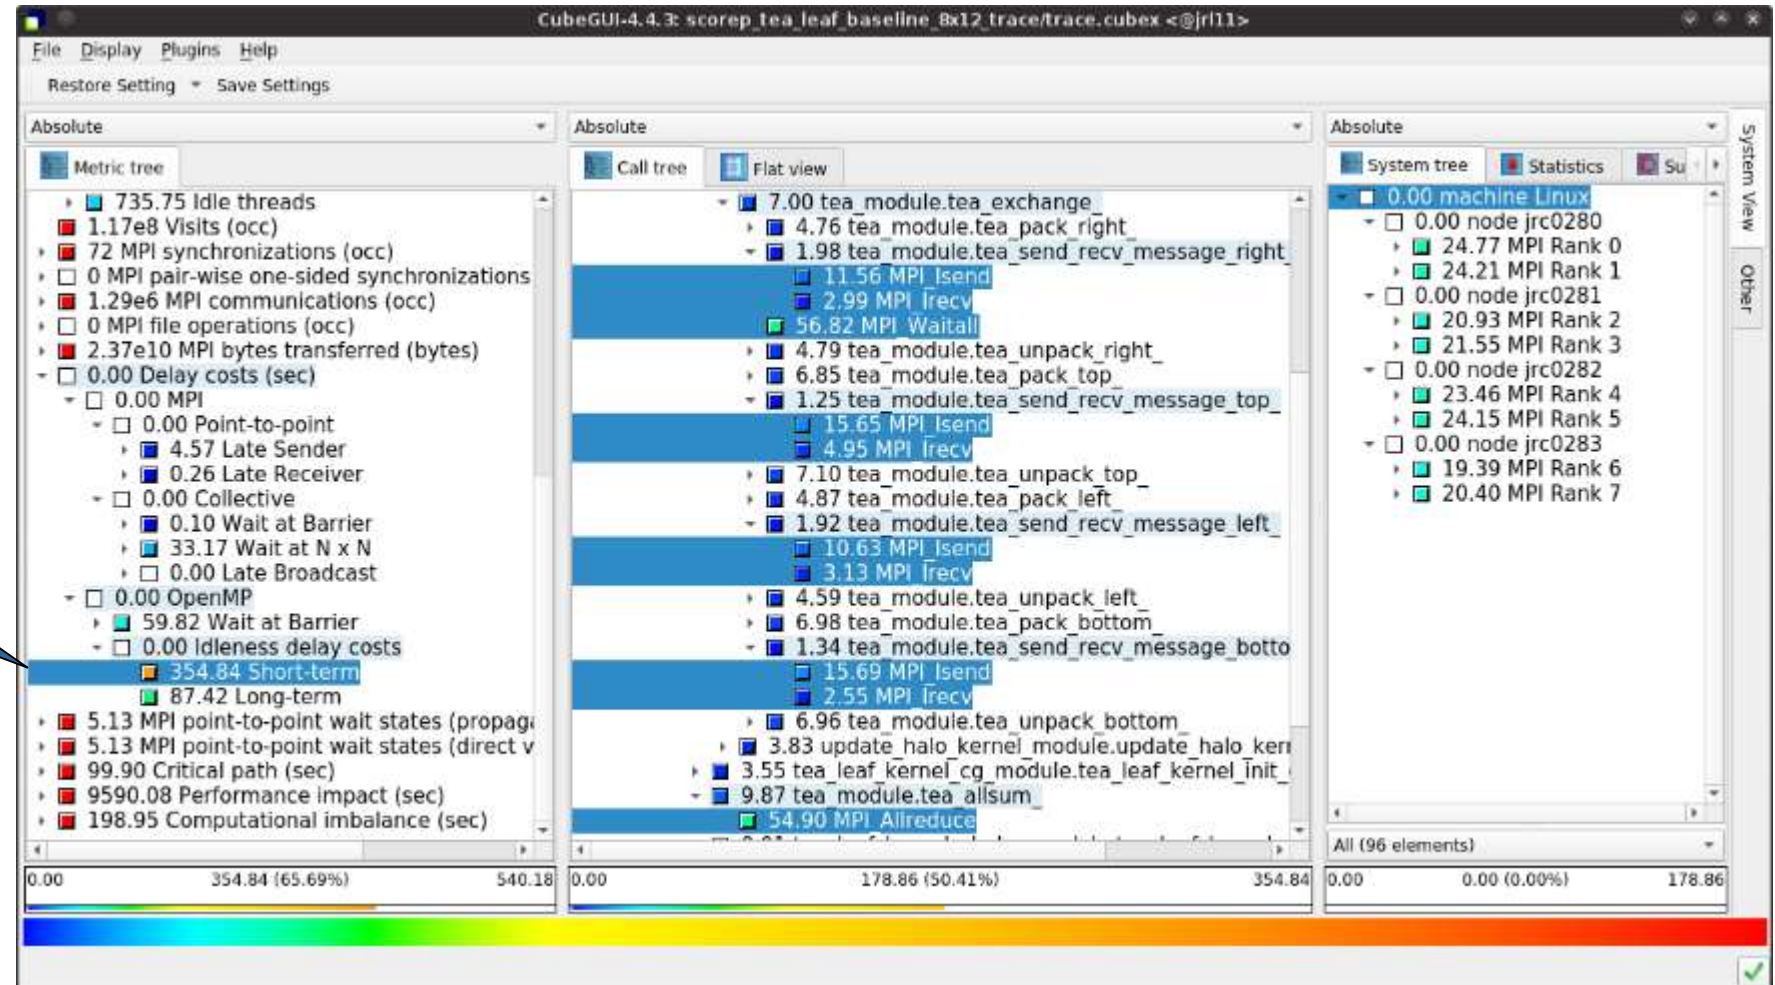 CubeGUI-4.4.3: scorep_tea_leaf_baseline_8x12_trace/trace.cubex <@jrl11>
File Display Plugins Help
Restore Setting Save Settings
Absolute
Metric tree
735.75 Idle threads
1.17e8 Visits (occ)
72 MPI synchronizations (occ)
0 MPI pair-wise one-sided synchronizations
1.29e6 MPI communications (occ)
0 MPI file operations (occ)
2.37e10 MPI bytes transferred (bytes)
0.00 Delay costs (sec)
0.00 MPI
0.00 Point-to-point
4.57 Late Sender
0.26 Late Receiver
0.00 Collective
0.10 Wait at Barrier
33.17 Wait at N x N
0.00 Late Broadcast
0.00 OpenMP
59.82 Wait at Barrier
0.00 Idleness delay costs
354.84 Short-term
87.42 Long-term
5.13 MPI point-to-point wait states (propaga
5.13 MPI point-to-point wait states (direct v
99.90 Critical path (sec)
9590.08 Performance impact (sec)
198.95 Computational imbalance (sec)
0.00 354.84 (65.69%) 540.18
Absolute
Call tree Flat view
7.00 tea_module.tea_exchange_
4.76 tea_module.tea_pack_right_
1.98 tea_module.tea_send_recv_message_right_
11.56 MPI_Isend
2.99 MPI_Irecv
56.82 MPI_Waitall
4.79 tea_module.tea_unpack_right_
6.85 tea_module.tea_pack_top_
1.25 tea_module.tea_send_recv_message_top_
15.65 MPI_Isend
4.95 MPI_Irecv
7.10 tea_module.tea_unpack_top_
4.87 tea_module.tea_pack_left_
1.92 tea_module.tea_send_recv_message_left_
10.63 MPI_Isend
3.13 MPI_Irecv
4.59 tea_module.tea_unpack_left_
6.98 tea_module.tea_pack_bottom_
1.34 tea_module.tea_send_recv_message_botto
15.69 MPI_Isend
2.55 MPI_Irecv
6.96 tea_module.tea_unpack_bottom_
3.83 update_halo_kernel_module.update_halo_kern
3.55 tea_leaf_kernel_cg_module.tea_leaf_kernel_init_
9.87 tea_module.tea_allsum_
54.90 MPI_Allreduce
0.00 178.86 (50.41%) 354.84
Absolute
System tree Statistics Su
0.00 machine Linux
0.00 node jrc0280
24.77 MPI Rank 0
24.21 MPI Rank 1
0.00 node jrc0281
20.93 MPI Rank 2
21.55 MPI Rank 3
0.00 node jrc0282
23.46 MPI Rank 4
24.15 MPI Rank 5
0.00 node jrc0283
19.39 MPI Rank 6
20.40 MPI Rank 7
All (96 elements)
0.00 0.00 (0.00%) 178.86
System View
Other